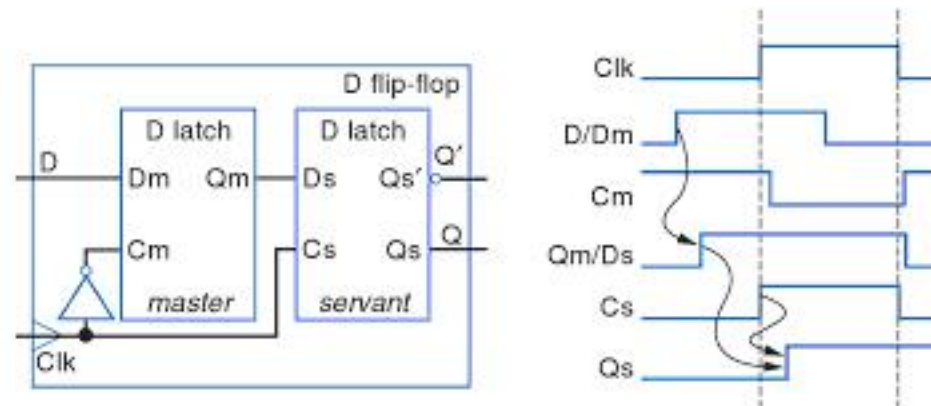 D flip-flop
D latch
D latch
Q'
D
Dm
Qm
Ds
Qs'
Q
Cm
Cs
Qs
master
servant
Clk
Clk
D/Dm
Cm
Qm/Ds
Cs
Qs